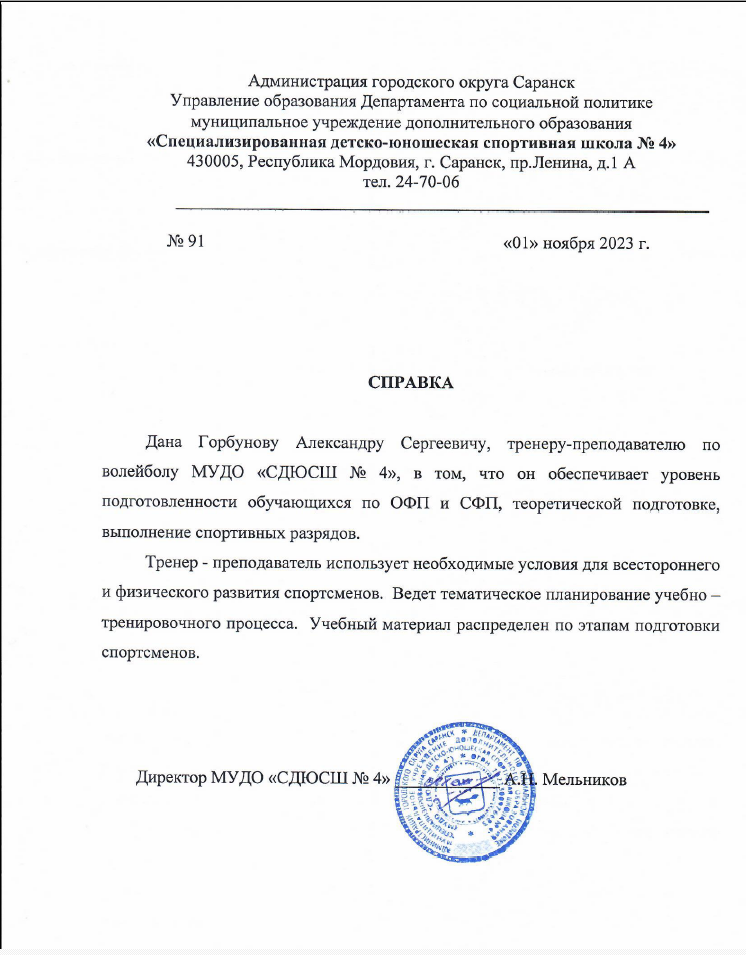 Администрация городского округа Саранск
Управление образования Департамента по социальной политике
муниципальное учреждение дополнительного образования
«Специализированная детско-юношеская спортивная школа № 4»
430005, Республика Мордовия, г. Саранск, пр.Ленина, д.1 А
тел. 24-70-06
№ 91 «01» ноября 2023 г.
СПРАВКА
Дана Горбунову Александру Сергеевичу, тренеру-преподавателю по
волейболу МУДО «СДЮСШ № 4», в том, что он обеспечивает уровень
подготовленности обучающихся по ОФП и СФП, теоретической подготовке,
выполнение спортивных разрядов.
Тренер - преподаватель использует необходимые условия для всестороннего
и физического развития спортсменов. Ведет тематическое планирование учебно –
тренировочного процесса. Учебный материал распределен по этапам подготовки
спортсменов.
Директор МУДО «СДЮСШ № 4» А.Н. Мельников